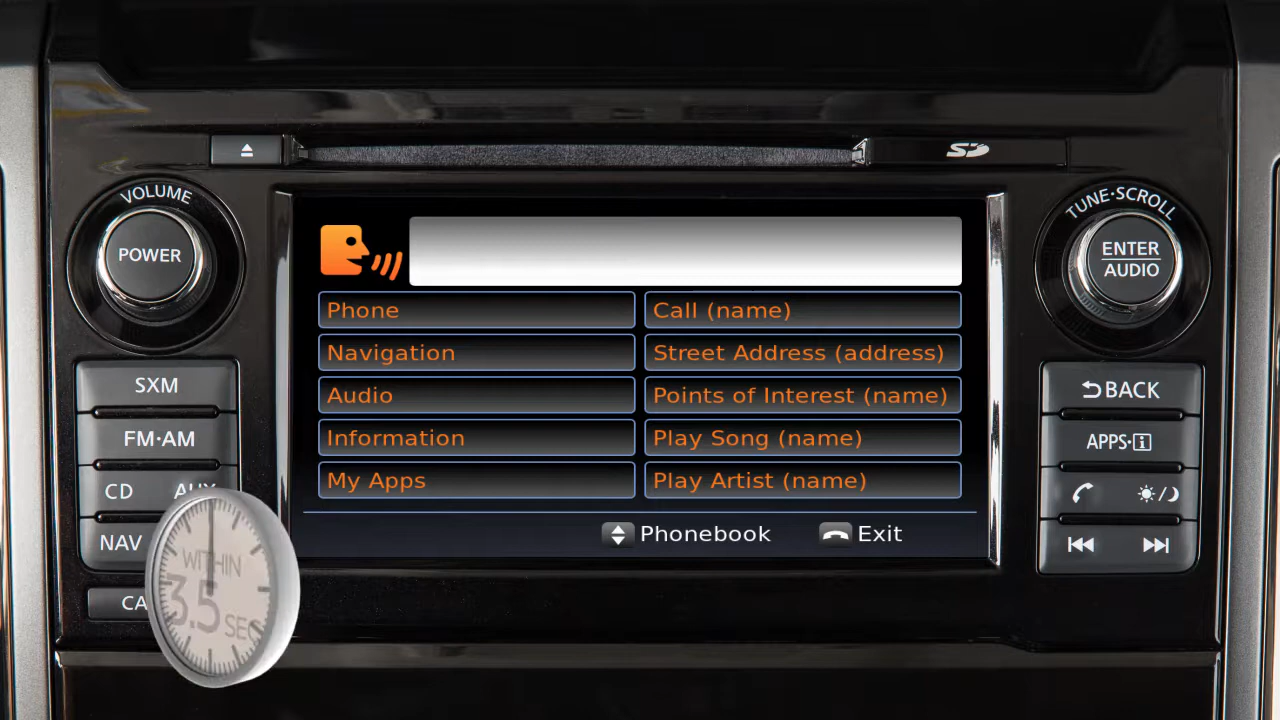 VOLUME
POWER
TUNE·SCROLL
ENTER
AUDIO
Phone
Call (name)
Navigation
Street Address (address)
Audio
Points of Interest (name)
Information
Play Song (name)
My Apps
Play Artist (name)
Phonebook
Exit
SXM
FM·AM
CD AUX
NAV
BACK
APPS·i
WITHIN
3.5 SEC